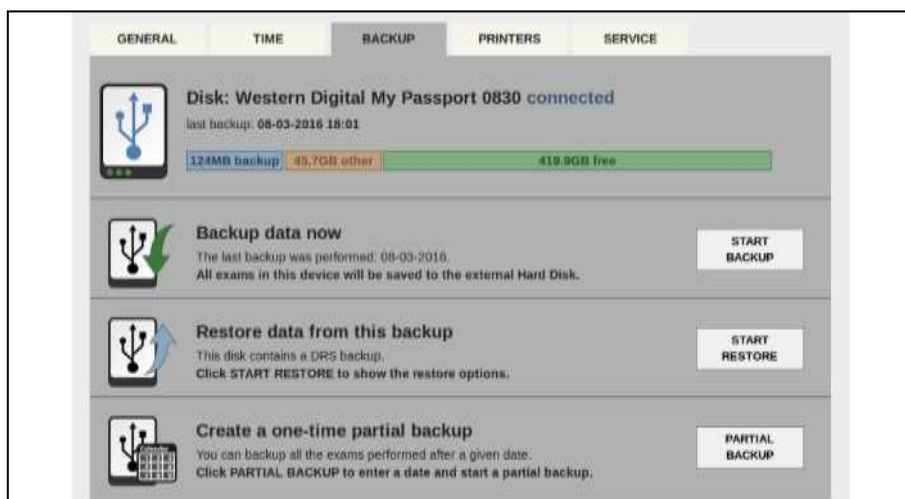 GENERAL TIME BACKUP PRINTERS SERVICE
Disk: Western Digital My Passport 0830 connected
last backup: 08-03-2016 18:01
124MB backup 45.7GB other 419.9GB free
Backup data now
The last backup was performed: 08-03-2016.
All exams in this device will be saved to the external Hard Disk.
START
BACKUP
Restore data from this backup
This disk contains a DRS backup.
Click START RESTORE to show the restore options.
START
RESTORE
Create a one-time partial backup
You can backup all the exams performed after a given date.
Click PARTIAL BACKUP to enter a date and start a partial backup.
PARTIAL
BACKUP
Calendar